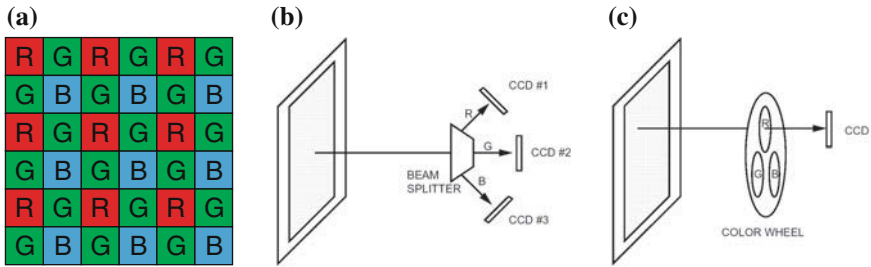 (a)
R G R G R G
G B G B G B
R G R G R G
G B G B G B
R G R G R G
G B G B G B
(b)
CCD #1
R
G
CCD #2
BEAM
SPLITTER
B
CCD #3
(c)
R
CCD
G B
COLOR WHEEL